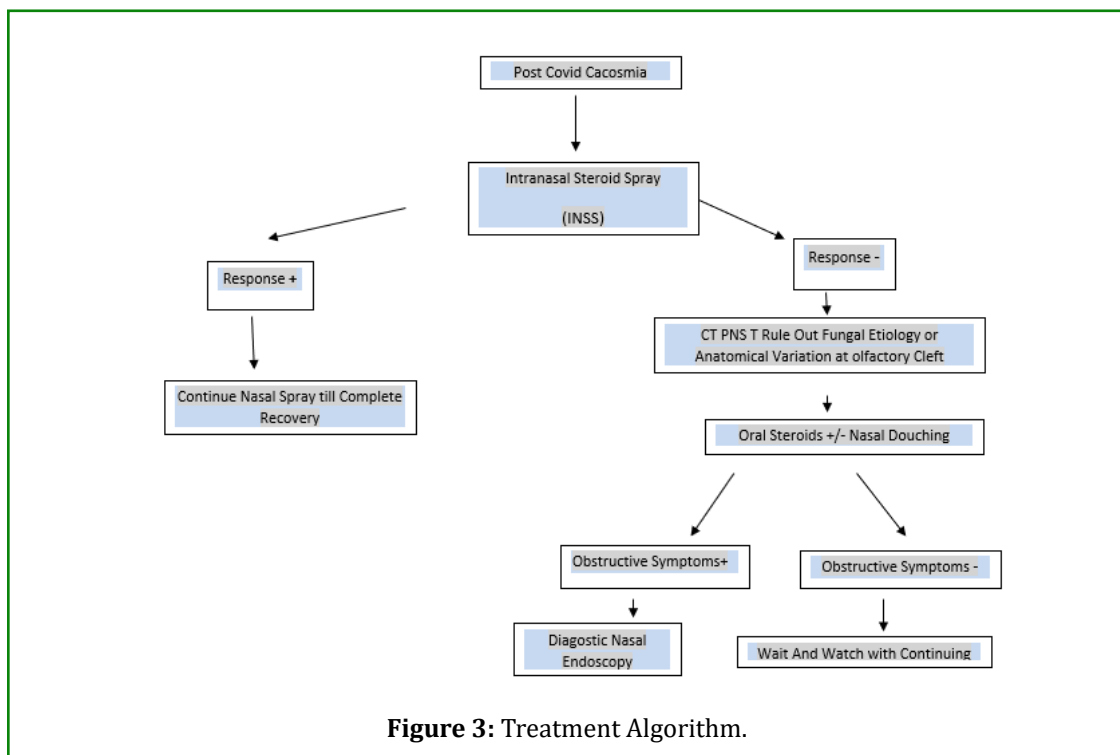 Post Covid Cacosmia
Intranasal Steroid Spray
(INSS)
Response +
Response -
CT PNS T Rule Out Fungal Etiology or
Anatomical Variation at olfactory Cleft
Continue Nasal Spray till Complete
Recovery
Oral Steroids +/- Nasal Douching
Obstructive Symptoms+
Obstructive Symptoms -
Diagostic Nasal
Endoscopy
Wait And Watch with Continuing
Figure 3: Treatment Algorithm.